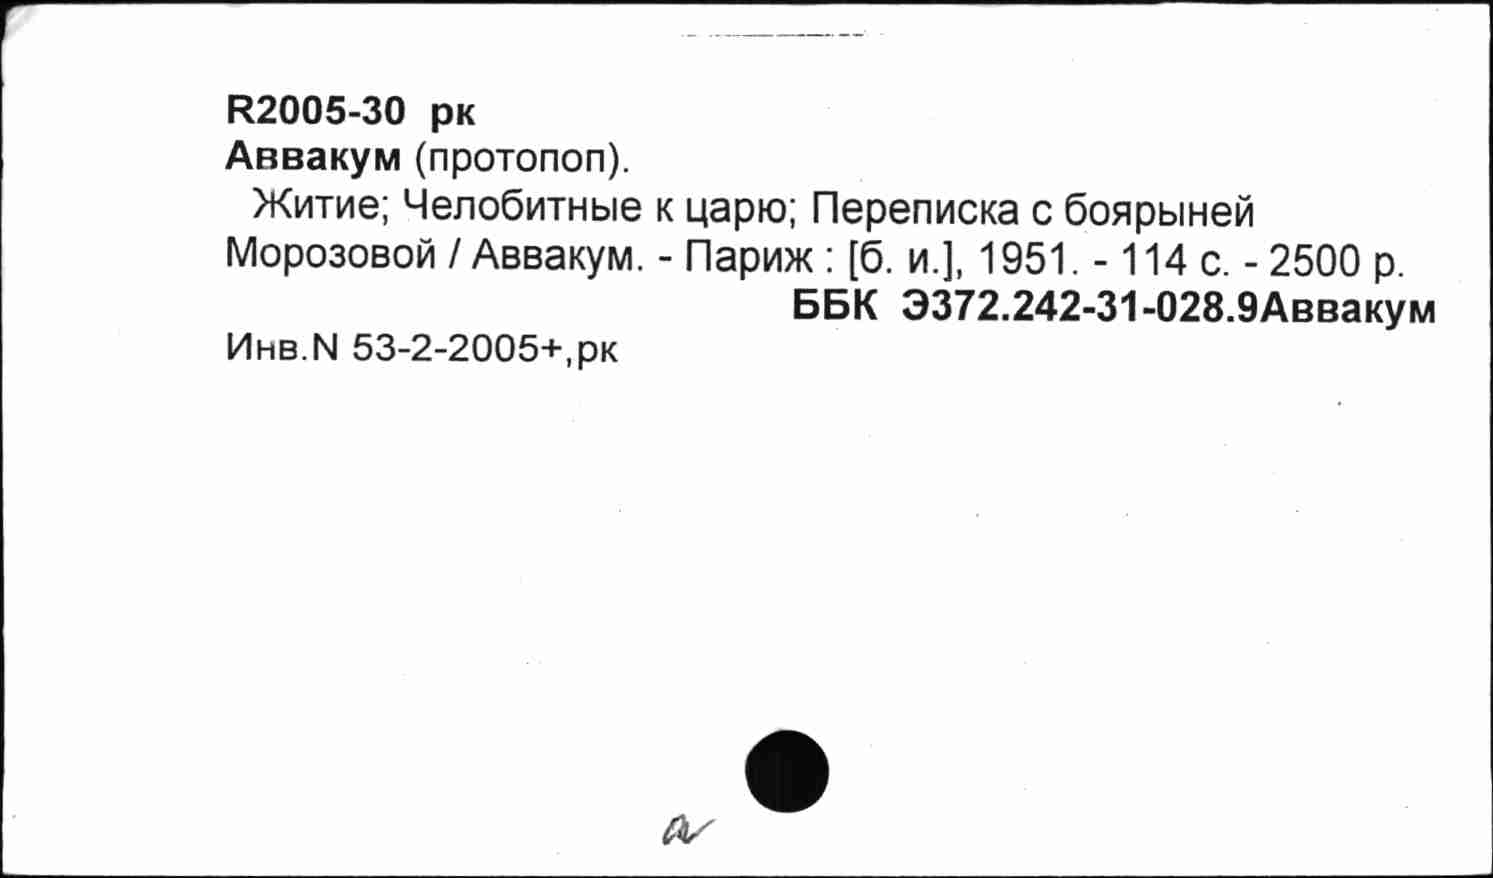 R2005-30 рк
Аввакум (протопоп).
Житие; Челобитные к царю; Переписка с боярыней
Морозовой / Аввакум. - Париж : [б. и.], 1951. - 114 с. - 2500 р.
ББК Э372.242-31-028.9Аввакум
Инв.N 53-2-2005+,рк